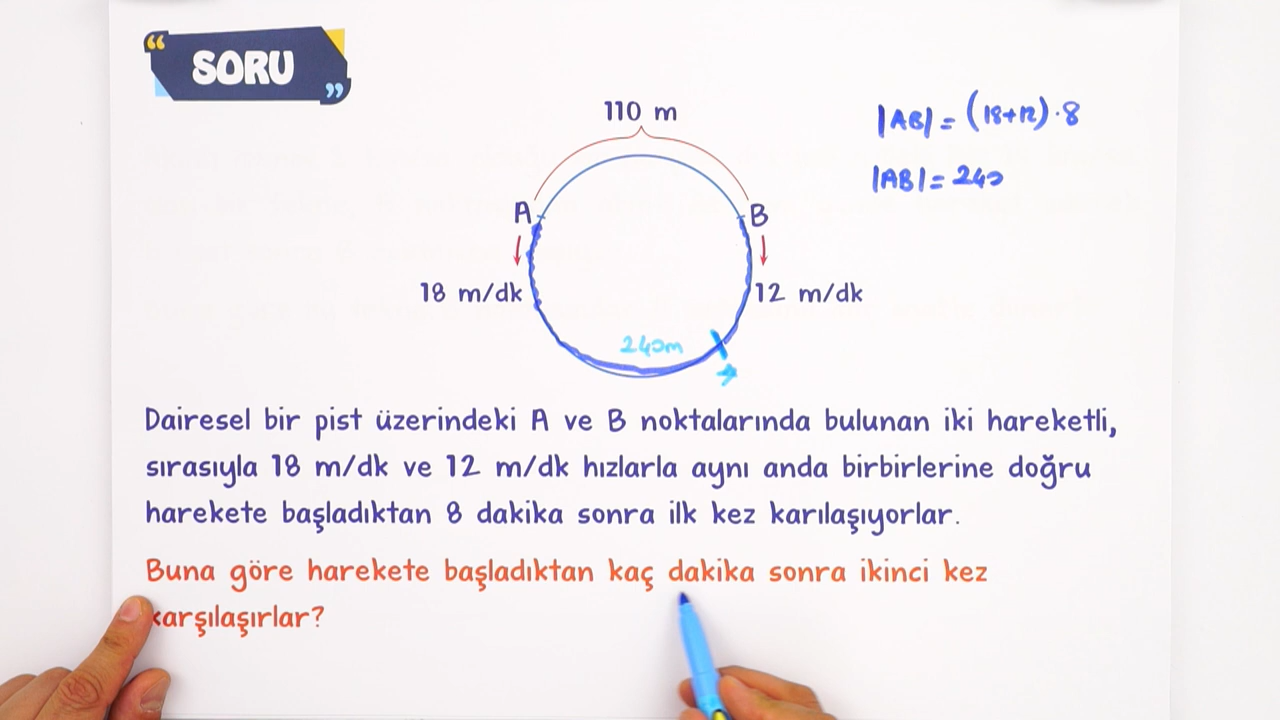 “ SORU ”
110 m
|AB| = (18+12).8
|AB| = 240
A
B
18 m/dk
12 m/dk
240m
Dairesel bir pist üzerindeki A ve B noktalarında bulunan iki hareketli,
sırasıyla 18 m/dk ve 12 m/dk hızlarla aynı anda birbirlerine doğru
harekete başladıktan 8 dakika sonra ilk kez karılaşıyorlar.
Buna göre harekete başladıktan kaç dakika sonra ikinci kez
karşılaşırlar?